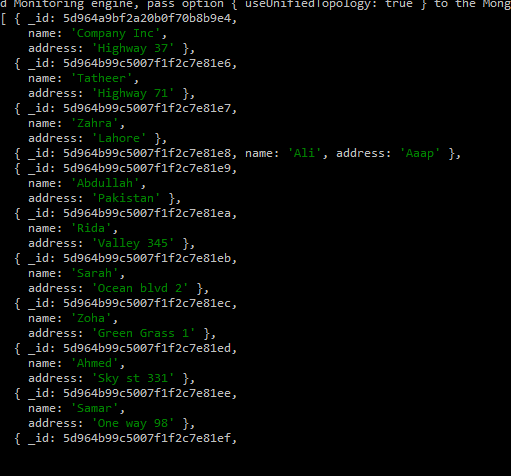 d Monitoring engine, pass option { useUnifiedTopology: true } to the Mong
[ { _id: 5d964a9bf2a20b0f70b8b9e4,
name: 'Company Inc',
address: 'Highway 37' },
{ _id: 5d964b99c5007f1f2c7e81e6,
name: 'Tatheer',
address: 'Highway 71' },
{ _id: 5d964b99c5007f1f2c7e81e7,
name: 'Zahra',
address: 'Lahore' },
{ _id: 5d964b99c5007f1f2c7e81e8, name: 'Ali', address: 'Aaap' },
{ _id: 5d964b99c5007f1f2c7e81e9,
name: 'Abdullah',
address: 'Pakistan' },
{ _id: 5d964b99c5007f1f2c7e81ea,
name: 'Rida',
address: 'Valley 345' },
{ _id: 5d964b99c5007f1f2c7e81eb,
name: 'Sarah',
address: 'Ocean blvd 2' },
{ _id: 5d964b99c5007f1f2c7e81ec,
name: 'Zoha',
address: 'Green Grass 1' },
{ _id: 5d964b99c5007f1f2c7e81ed,
name: 'Ahmed',
address: 'Sky st 331' },
{ _id: 5d964b99c5007f1f2c7e81ee,
name: 'Samar',
address: 'One way 98' },
{ _id: 5d964b99c5007f1f2c7e81ef,